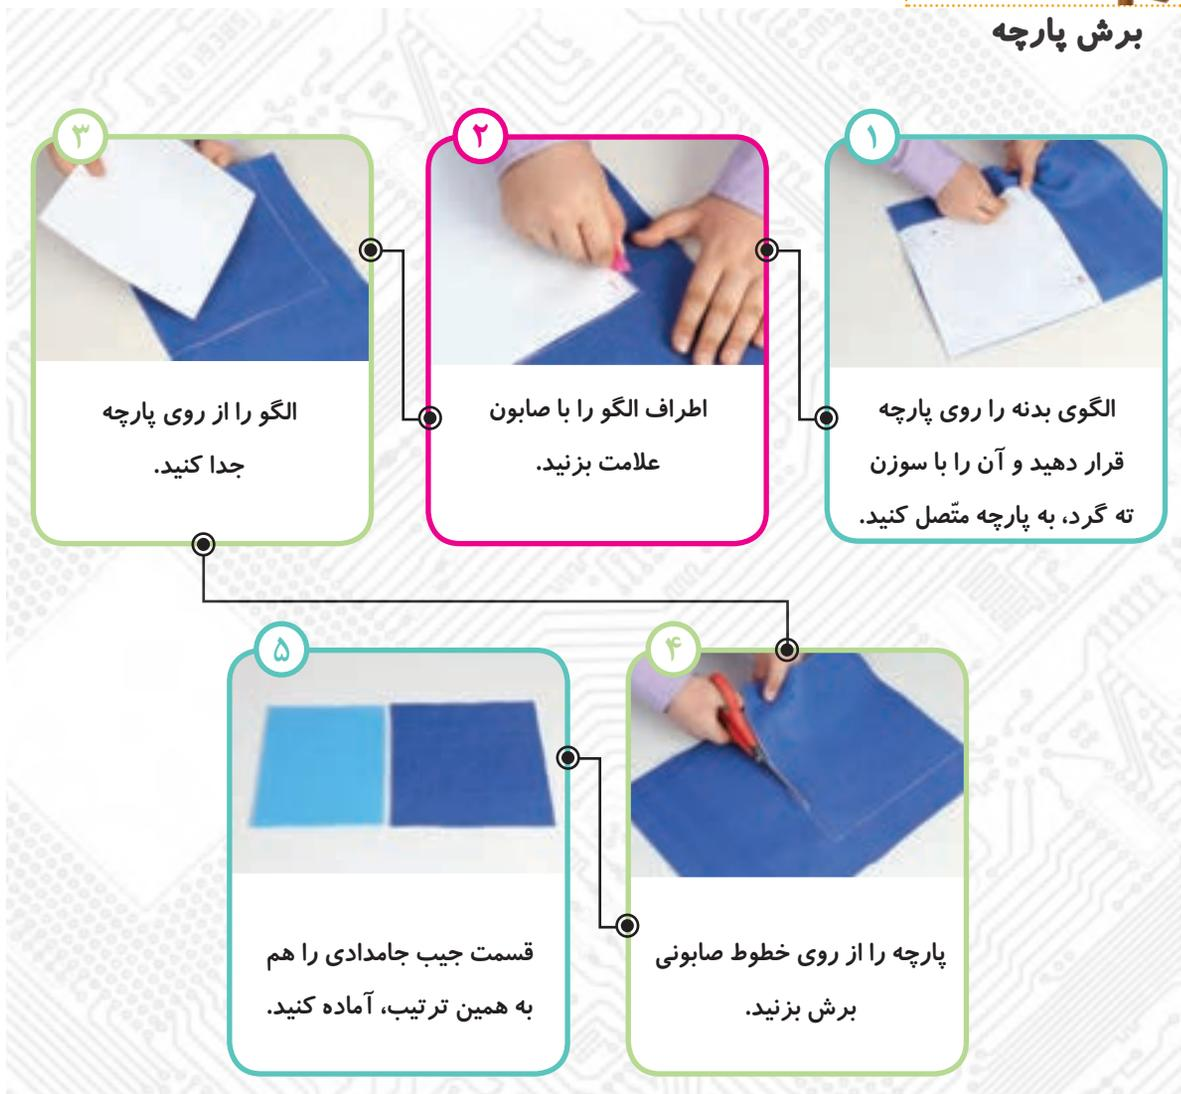 برش پارچه
۱
الگوی بدنه را روی پارچه
قرار دهید و آن را با سوزن
ته گرد، به پارچه متّصل کنید.
۲
اطراف الگو را با صابون
علامت بزنید.
۳
الگو را از روی پارچه
جدا کنید.
۴
پارچه را از روی خطوط صابونی
برش بزنید.
۵
قسمت جیب جامدادی را هم
به همین ترتیب، آماده کنید.